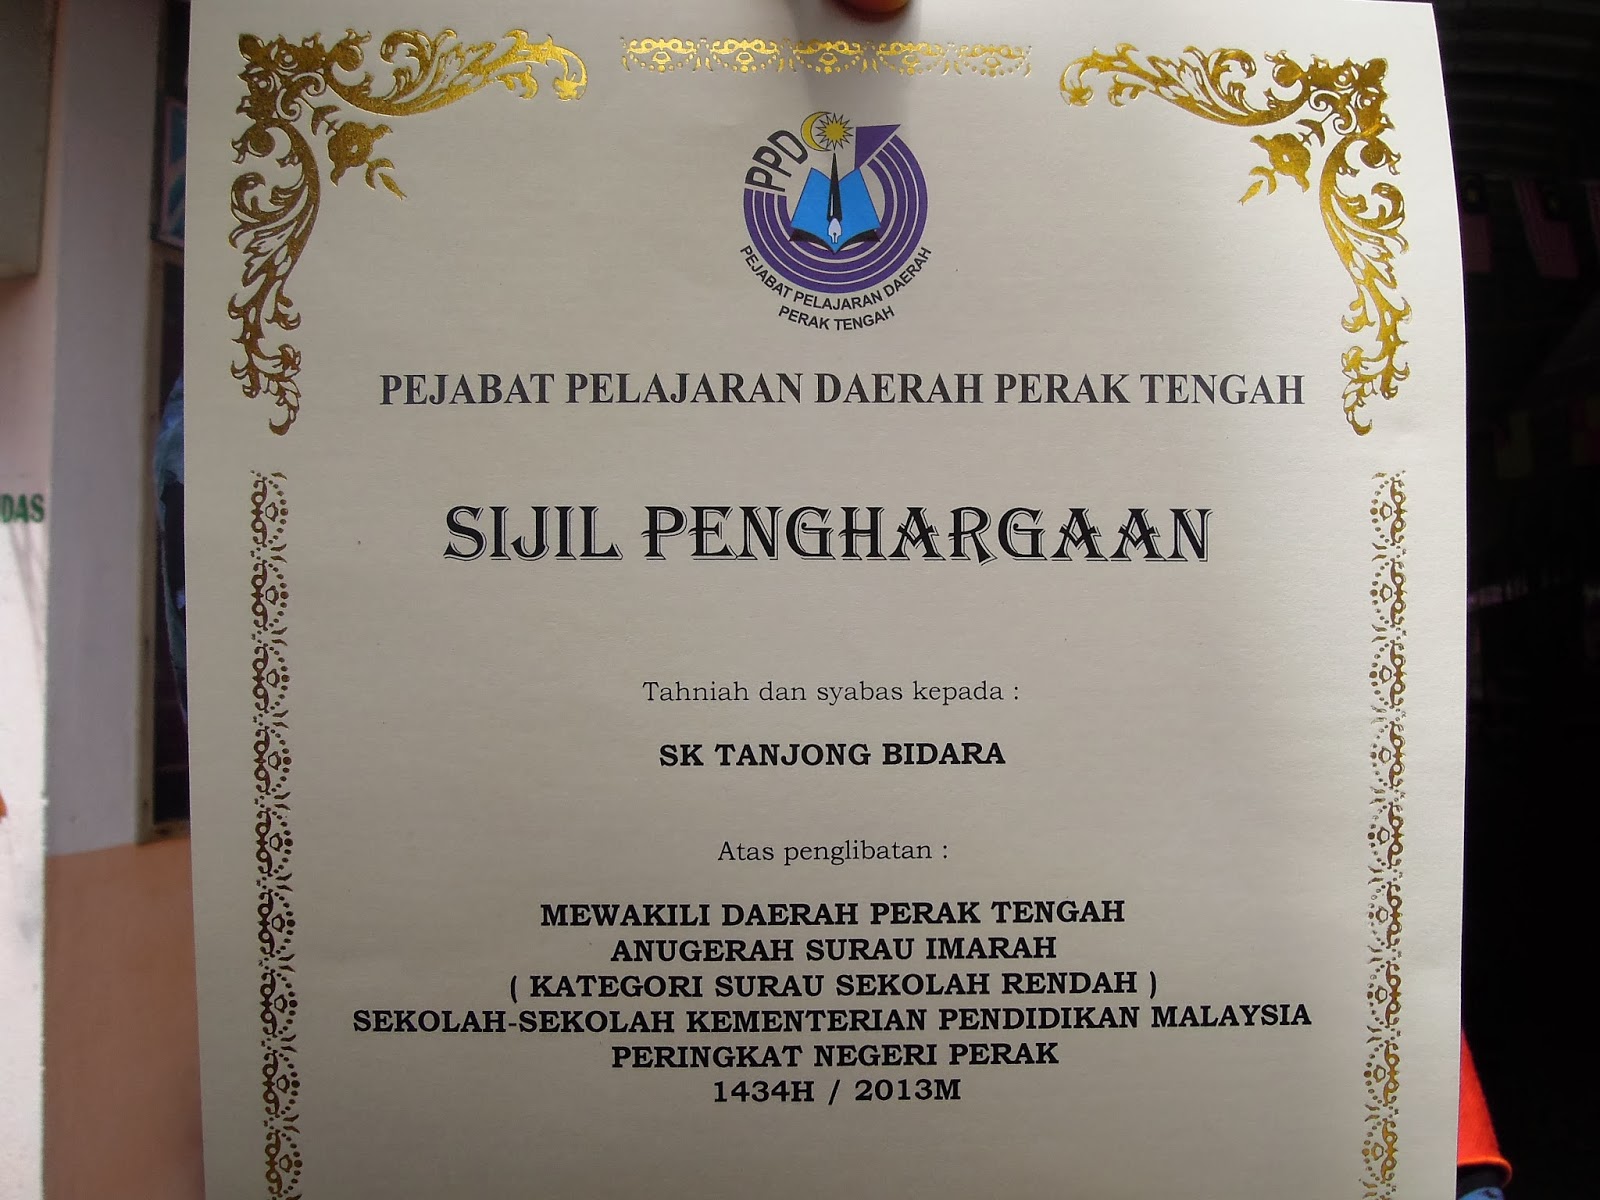 PPD
PEJABAT PELAJARAN DAERAH
PERAK TENGAH
PEJABAT PELAJARAN DAERAH PERAK TENGAH
SIJIL PENGHARGAAN
Tahniah dan syabas kepada :
SK TANJONG BIDARA
Atas penglibatan :
MEWAKILI DAERAH PERAK TENGAH
ANUGERAH SURAU IMARAH
( KATEGORI SURAU SEKOLAH RENDAH )
SEKOLAH-SEKOLAH KEMENTERIAN PENDIDIKAN MALAYSIA
PERINGKAT NEGERI PERAK
1434H / 2013M